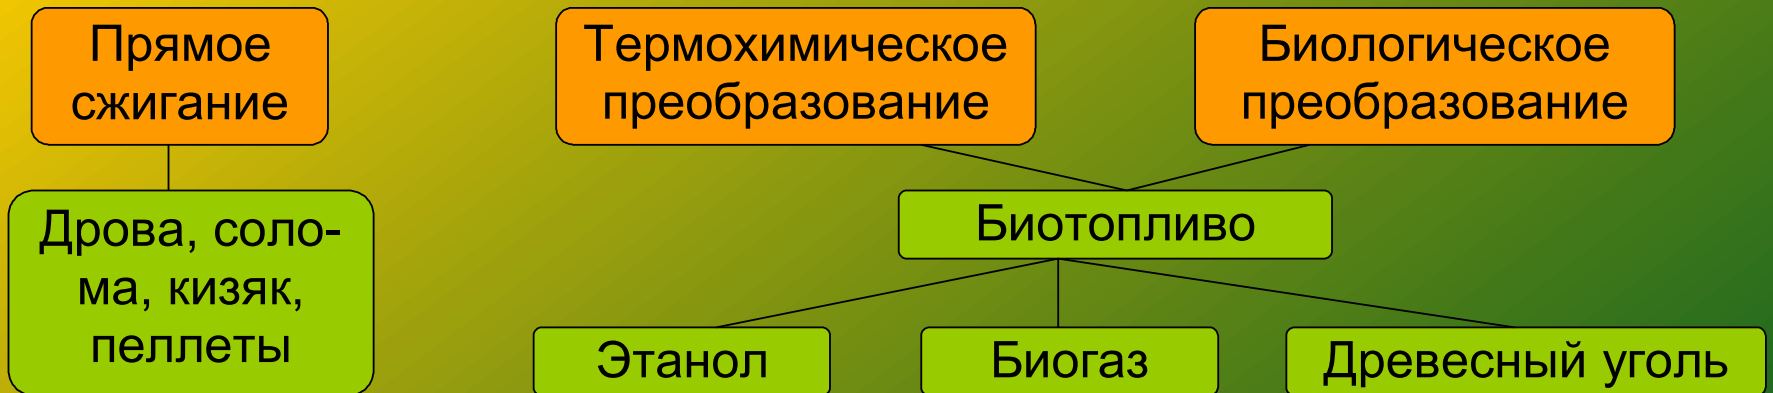 Прямое
сжигание
Термохимическое
преобразование
Биологическое
преобразование
Дрова, соло-
ма, кизяк,
пеллеты
Биотопливо
Этанол
Биогаз
Древесный уголь